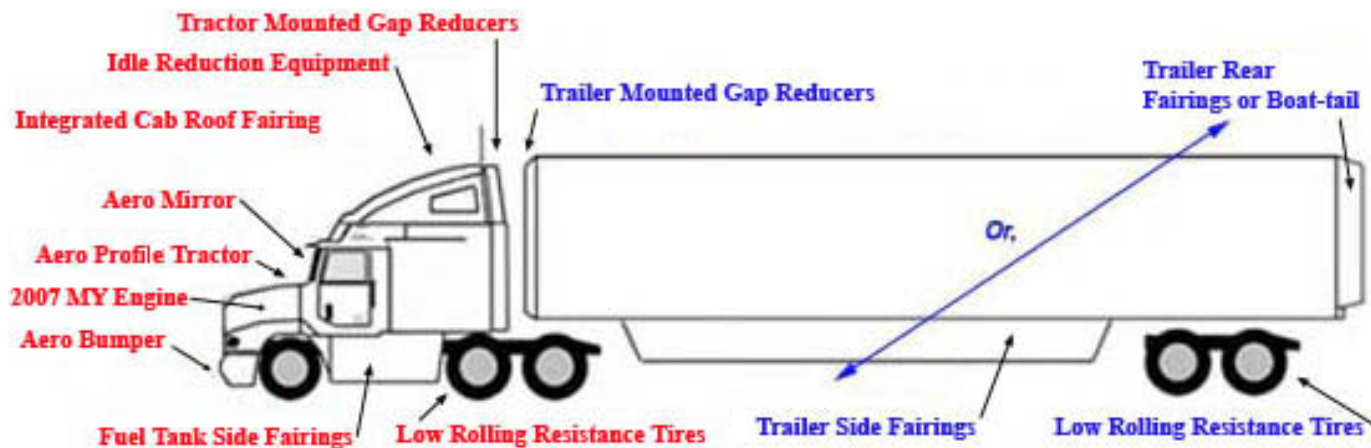 Tractor Mounted Gap Reducers
Idle Reduction Equipment
Trailer Rear
Fairings or Boat-tail
Trailer Mounted Gap Reducers
Integrated Cab Roof Fairing
Aero Mirror
Or,
Aero Profile Tractor
2007 MY Engine
Aero Bumper
Fuel Tank Side Fairings
Low Rolling Resistance Tires
Trailer Side Fairings
Low Rolling Resistance Tires